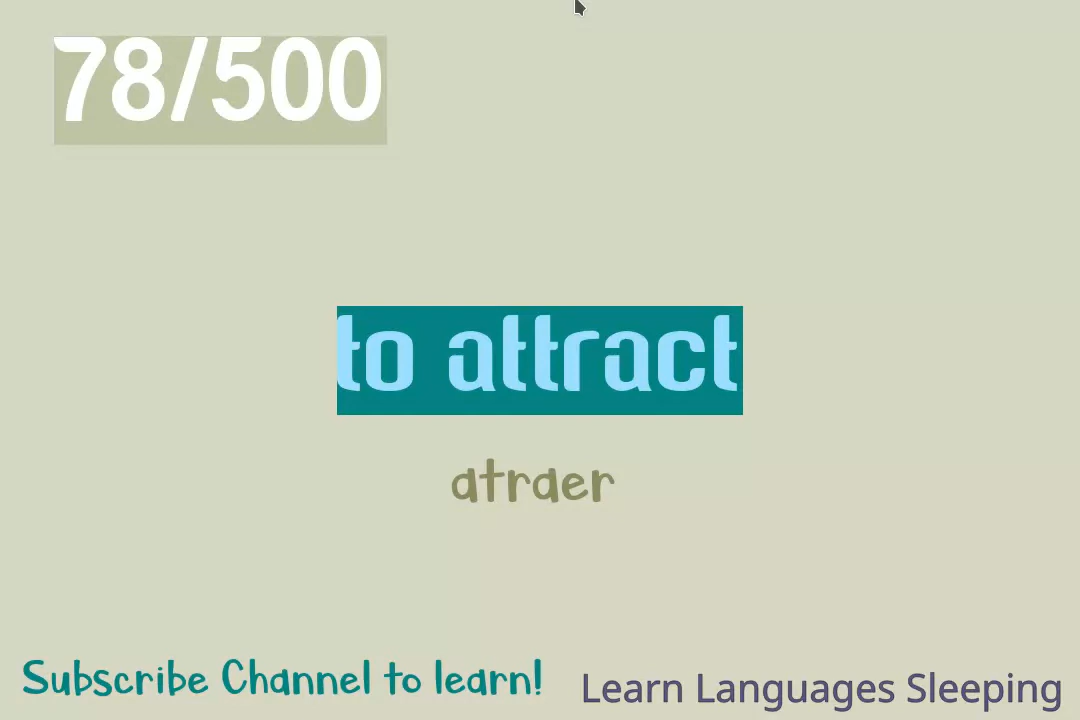 78/500
to attract
atraer
Subscribe Channel to learn!
Learn Languages Sleeping